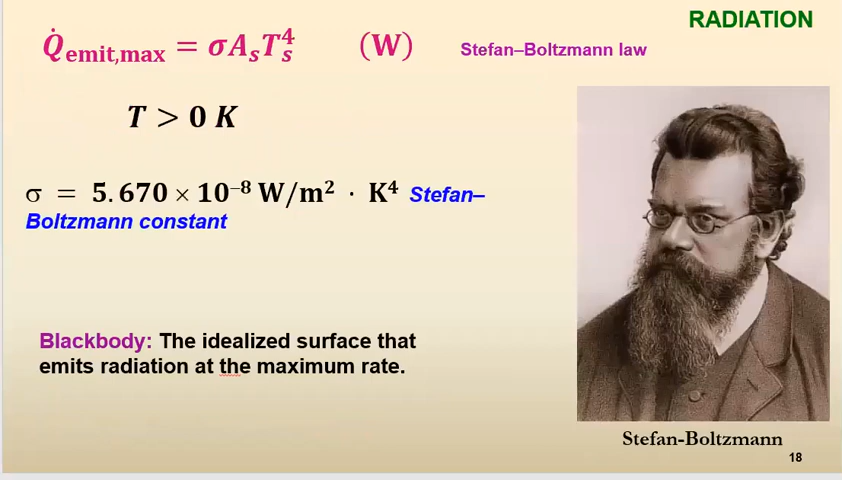 RADIATION
Q̇emit,max = σAₛTₛ⁴ (W) Stefan–Boltzmann law
T > 0 K
σ = 5.670 × 10⁻⁸ W/m² · K⁴ Stefan–
Boltzmann constant
Blackbody: The idealized surface that
emits radiation at the maximum rate.
Stefan-Boltzmann
18